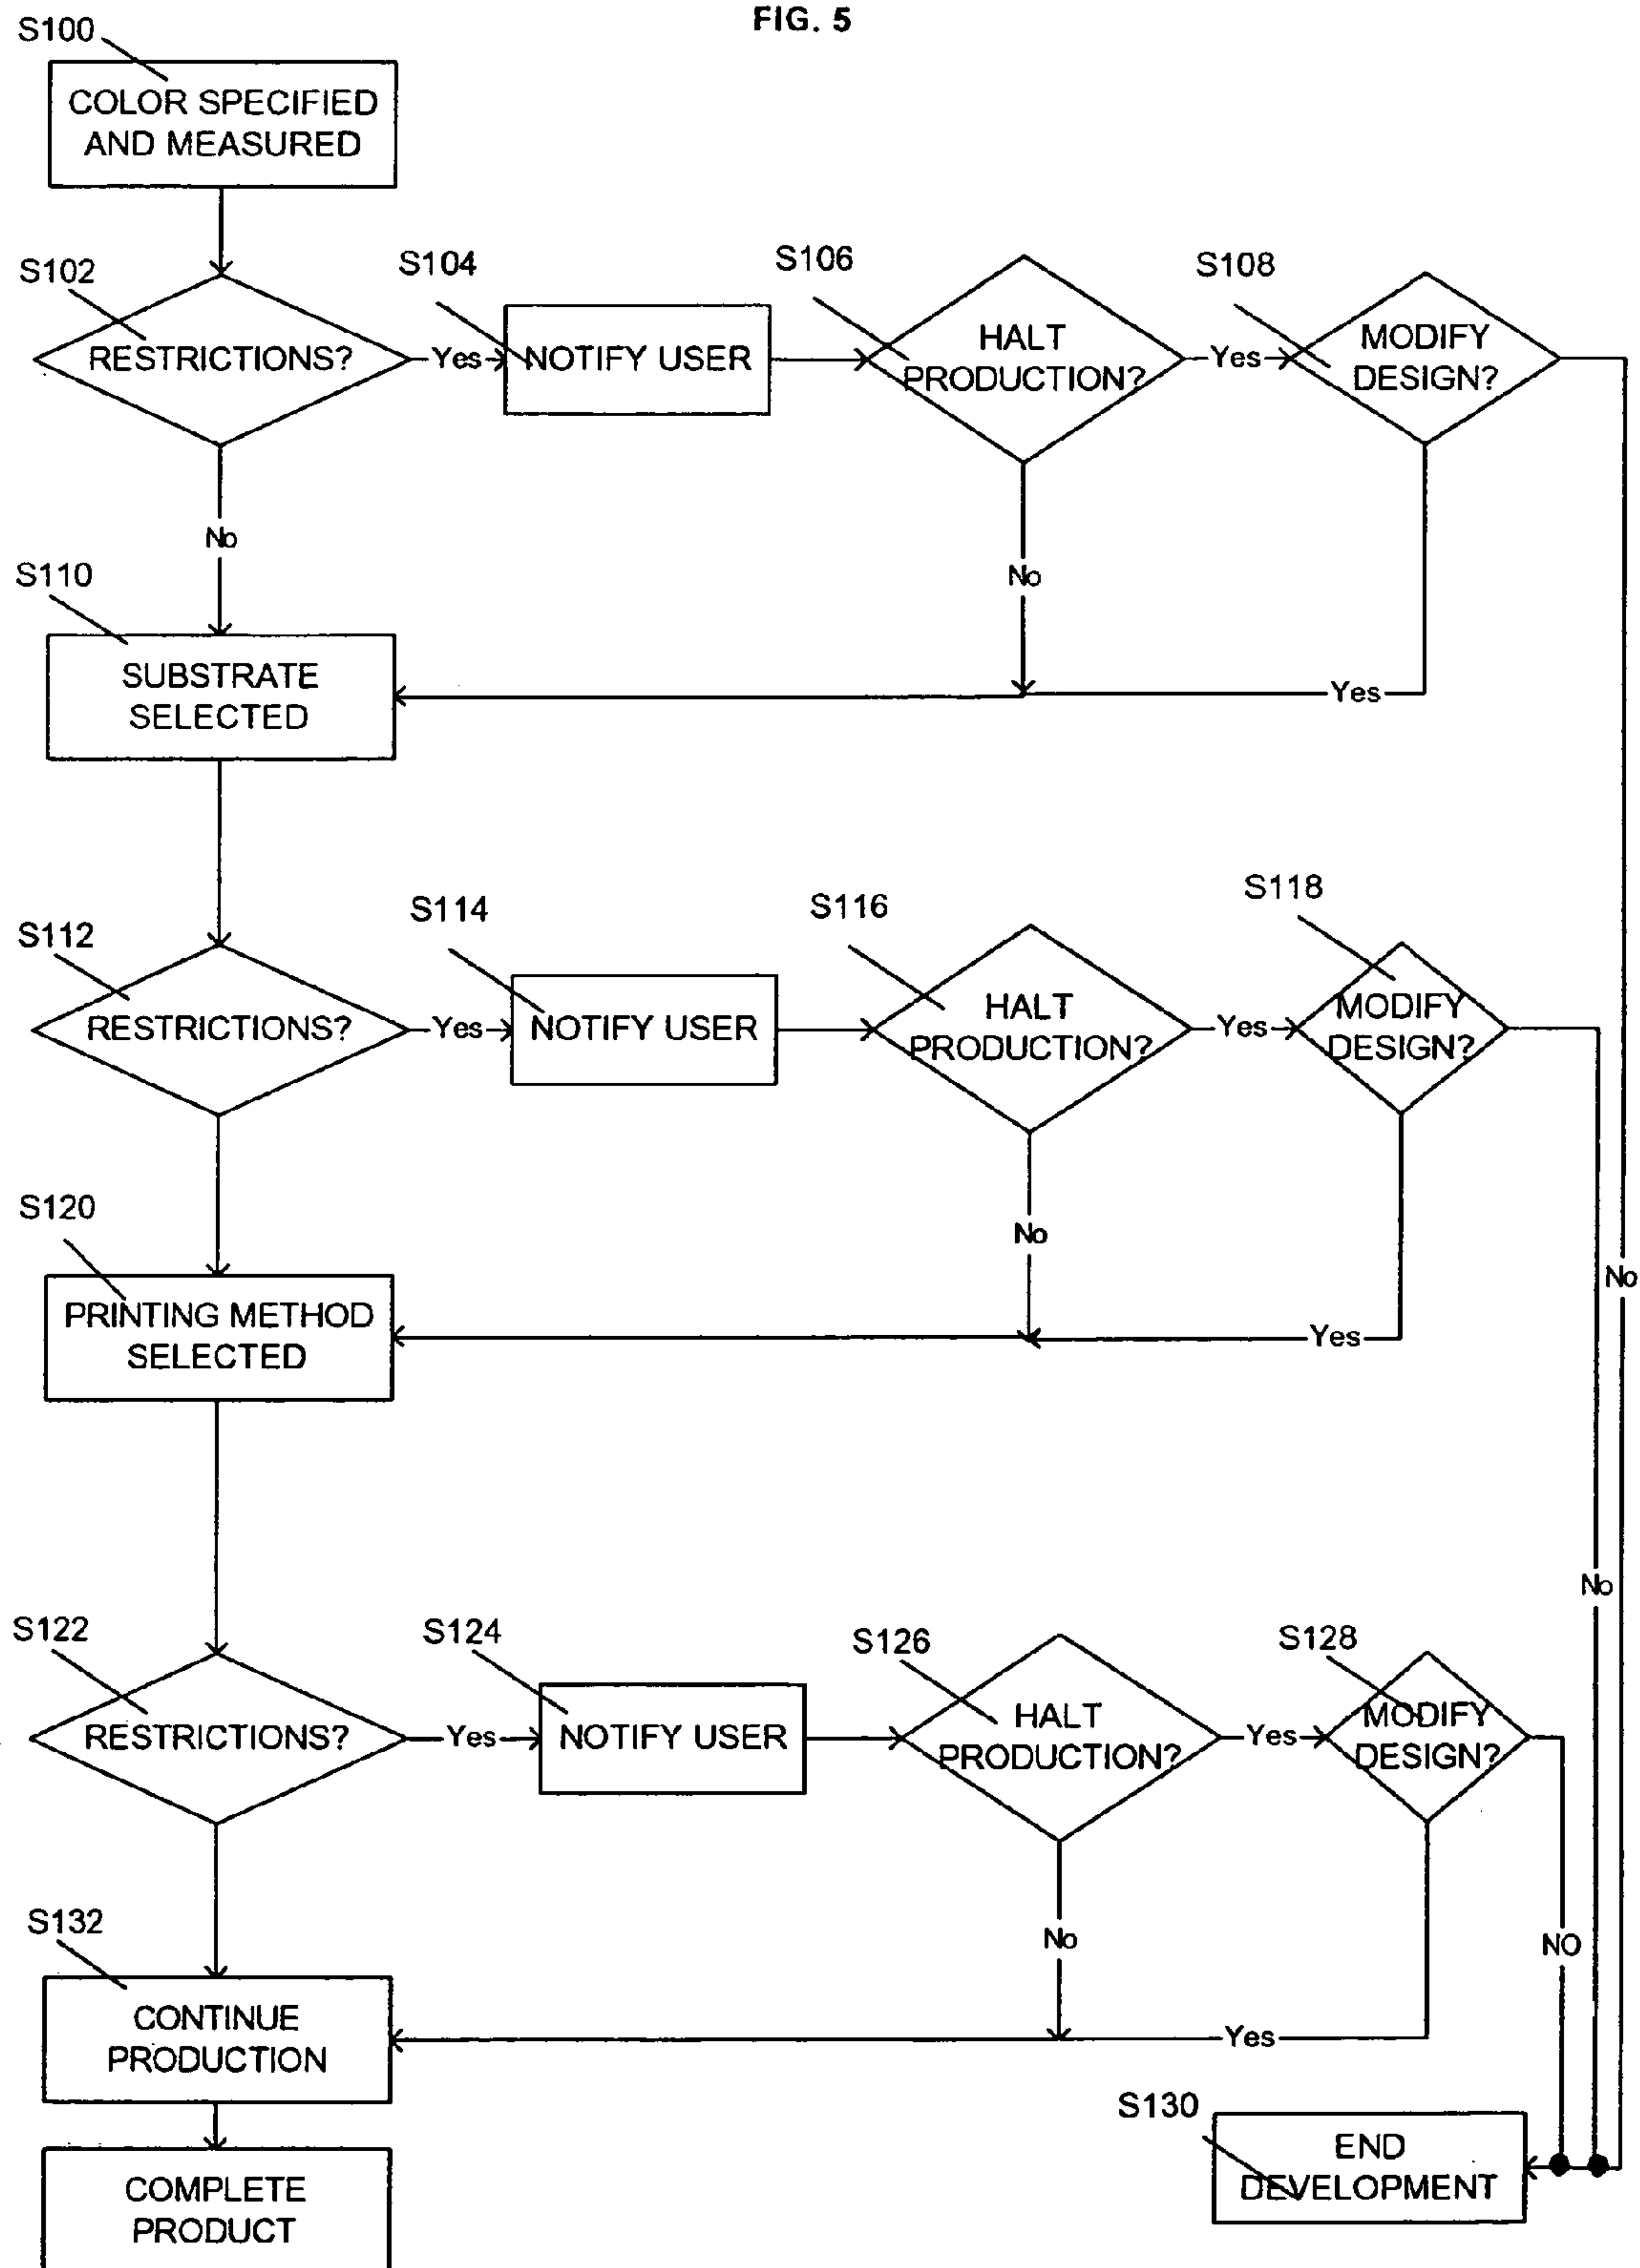 FIG. 5
S100
COLOR SPECIFIED
AND MEASURED
S102
RESTRICTIONS?
Yes
S104
NOTIFY USER
S106
HALT
PRODUCTION?
Yes
S108
MODIFY
DESIGN?
No
No
Yes
S110
SUBSTRATE
SELECTED
S112
RESTRICTIONS?
Yes
S114
NOTIFY USER
S116
HALT
PRODUCTION?
Yes
S118
MODIFY
DESIGN?
No
No
Yes
S120
PRINTING METHOD
SELECTED
No
S122
RESTRICTIONS?
Yes
S124
NOTIFY USER
S126
HALT
PRODUCTION?
Yes
S128
MODIFY
DESIGN?
No
NO
Yes
S132
CONTINUE
PRODUCTION
S130
END
DEVELOPMENT
COMPLETE
PRODUCT